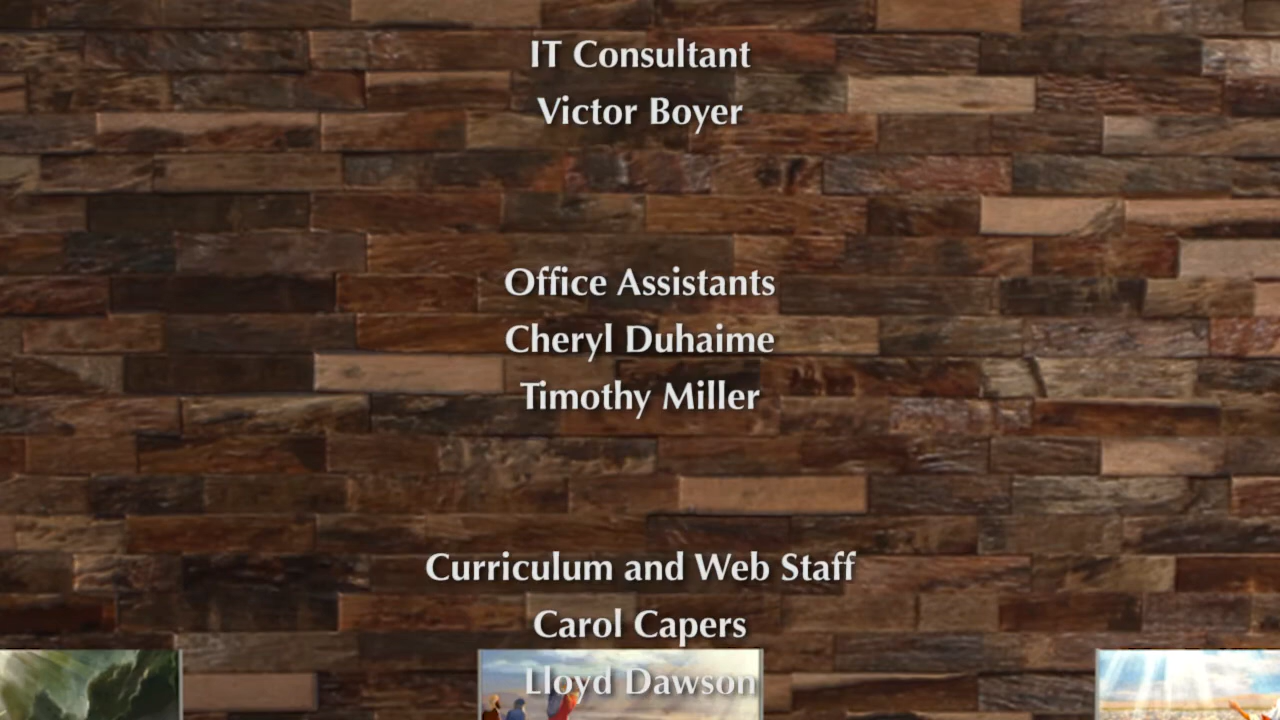 IT Consultant
Victor Boyer
Office Assistants
Cheryl Duhaime
Timothy Miller
Curriculum and Web Staff
Carol Capers
Lloyd Dawson